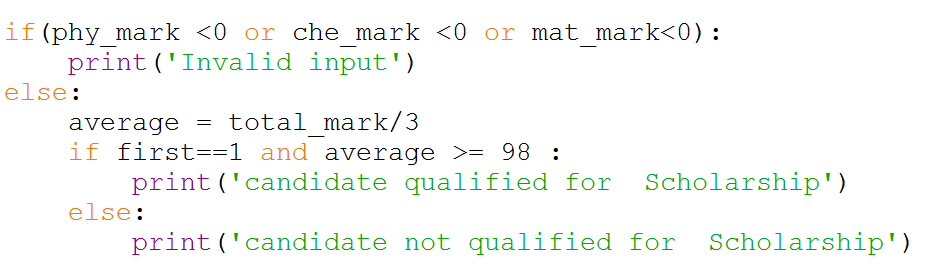 if(phy_mark <0 or che_mark <0 or mat_mark<0):
    print('Invalid input')
else:
    average = total_mark/3
    if first==1 and average >= 98 :
        print('candidate qualified for  Scholarship')
    else:
        print('candidate not qualified for  Scholarship')